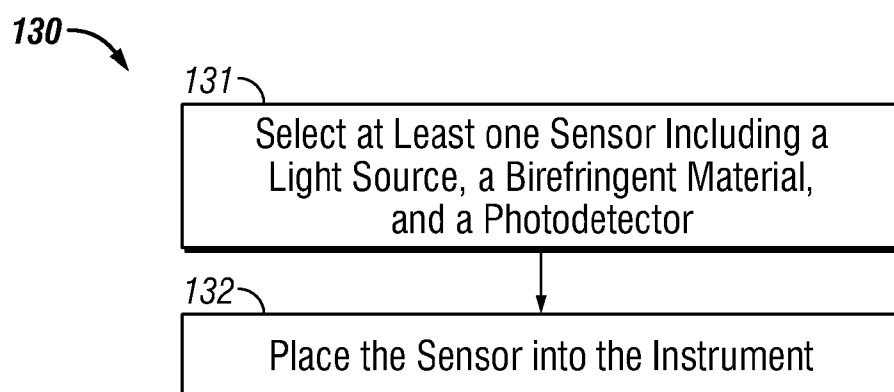 130
131
Select at Least one Sensor Including a
Light Source, a Birefringent Material,
and a Photodetector
132
Place the Sensor into the Instrument